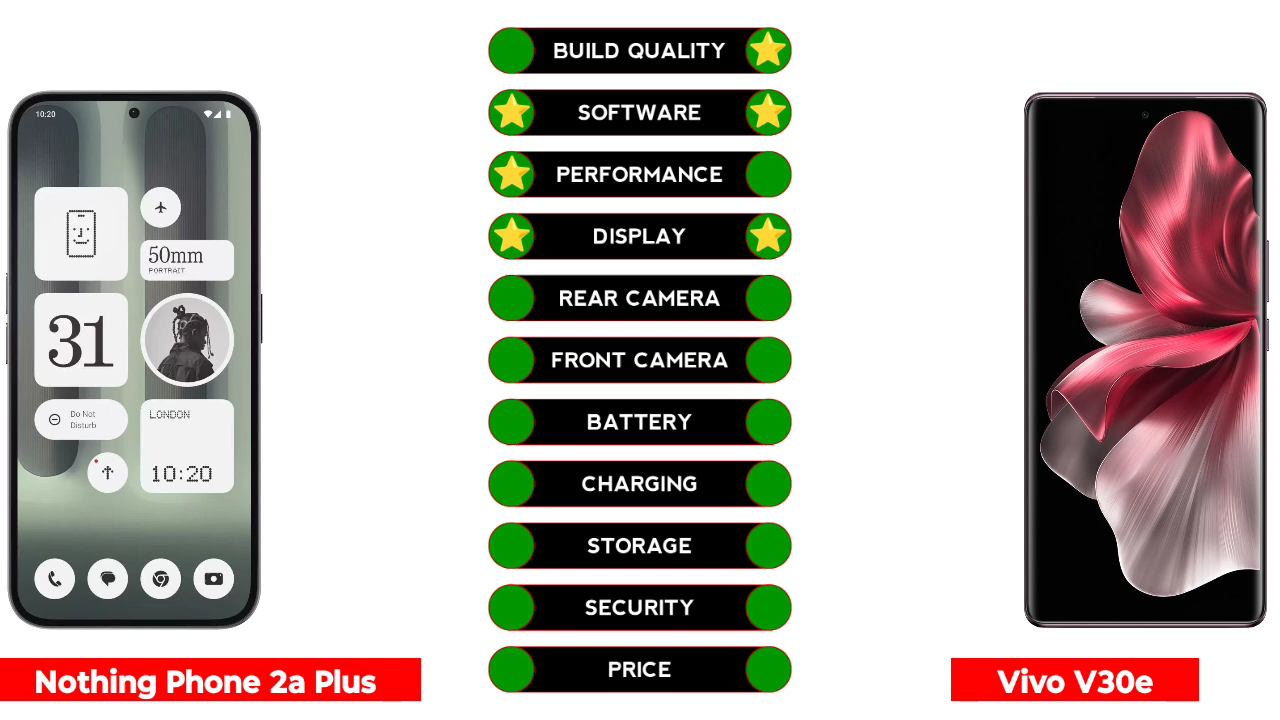 BUILD QUALITY
SOFTWARE
PERFORMANCE
DISPLAY
REAR CAMERA
FRONT CAMERA
BATTERY
CHARGING
STORAGE
SECURITY
PRICE
10:20
50mm
PORTRAIT
31
Do Not
Disturb
LONDON
10:20
Nothing Phone 2a Plus
Vivo V30e